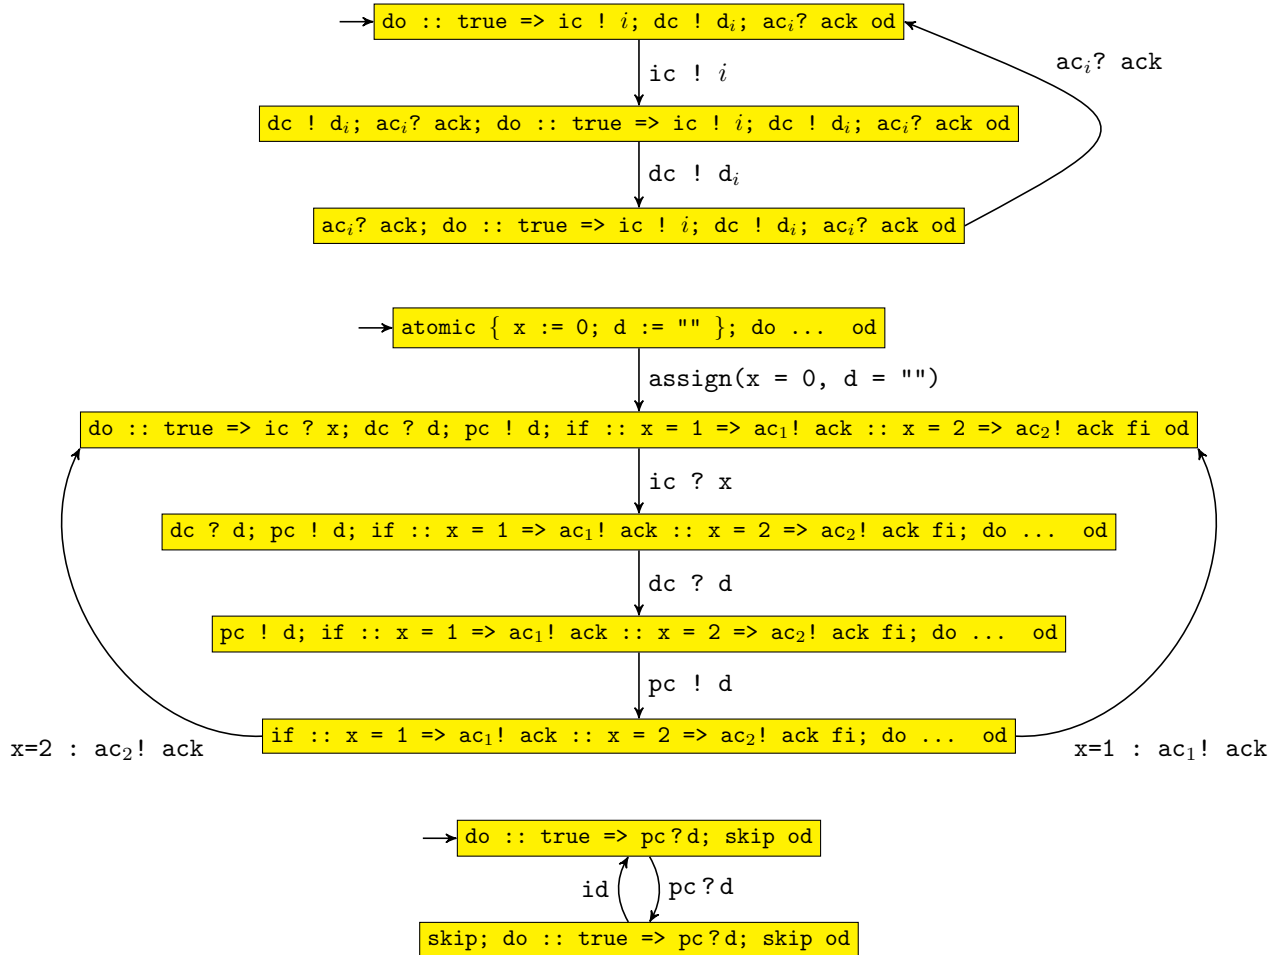 do :: true => ic ! i; dc ! dᵢ; acᵢ? ack od
ac��? ack
ic ! i
dc ! dᵢ; acᵢ? ack; do :: true => ic ! i; dc ! dᵢ; acᵢ? ack od
dc ! dᵢ
acᵢ? ack; do :: true => ic ! i; dc ! dᵢ; acᵢ? ack od
atomic { x := 0; d := "" }; do ... od
assign(x = 0, d = "")
do :: true => ic ? x; dc ? d; pc ! d; if :: x = 1 => ac₁! ack :: x = 2 => ac₂! ack fi od
ic ? x
dc ? d; pc ! d; if :: x = 1 => ac₁! ack :: x = 2 => ac₂! ack fi; do ... od
dc ? d
pc ! d; if :: x = 1 => ac₁! ack :: x = 2 => ac₂! ack fi; do ... od
pc ! d
if :: x = 1 => ac₁! ack :: x = 2 => ac₂! ack fi; do ... od
x=2 : ac₂! ack
x=1 : ac₁! ack
do :: true => pc?d; skip od
id
pc?d
skip; do :: true => pc?d; skip od